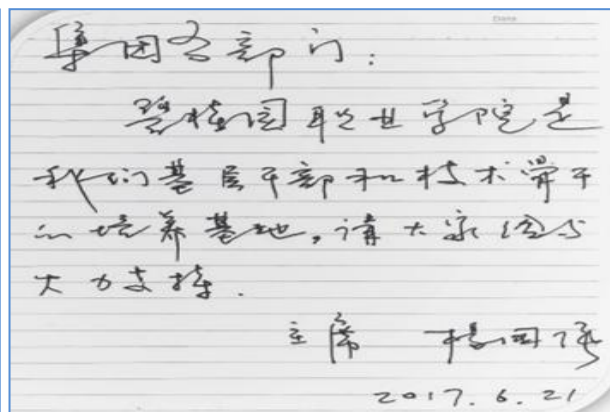 集团各部门：
碧桂园职业学院是
我们基层干部和技术骨干
的培养基地，请大家给与
大力支持.
主席 杨国强
2017.6.21